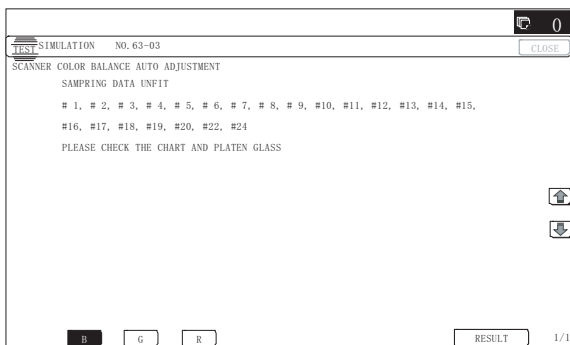 0
TEST SIMULATION NO. 63-03 CLOSE
SCANNER COLOR BALANCE AUTO ADJUSTMENT
SAMPRING DATA UNFIT
# 1, # 2, # 3, # 4, # 5, # 6, # 7, # 8, # 9, #10, #11, #12, #13, #14, #15,
#16, #17, #18, #19, #20, #22, #24
PLEASE CHECK THE CHART AND PLATEN GLASS
B G R RESULT 1/1